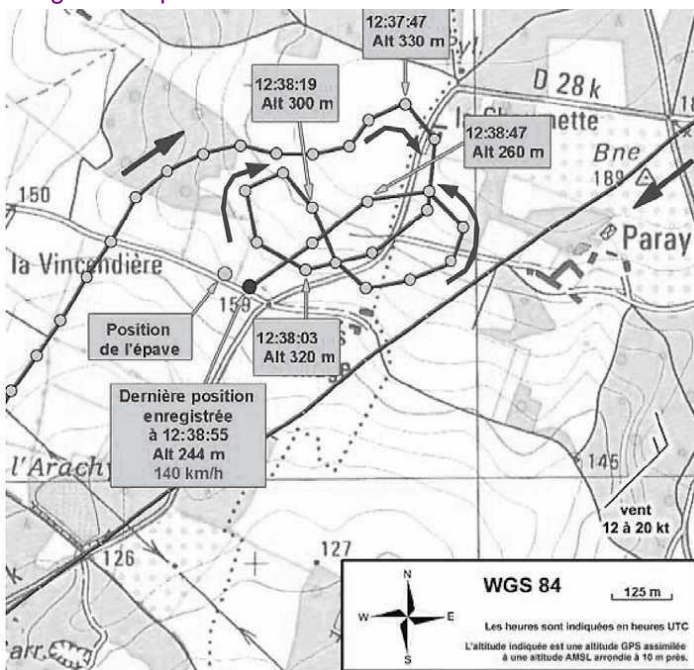 12:37:47
Alt 330 m
12:38:19
Alt 300 m
D 28 k
12:38:47
Alt 260 m
nette
Bne
189
150
Paray
la Vincendière
159
Position
de l'épave
12:38:03
Alt 320 m
Dernière position
enregistrée
à 12:38:55
Alt 244 m
140 km/h
l'Arachy
145
vent
12 à 20 kt
126
127
N
W
E
S
WGS 84
125 m
Les heures sont indiquées en heures UTC
L'altitude indiquée est une altitude GPS assimilée
à une altitude AMSL arrondie à 10 m près.
arr.